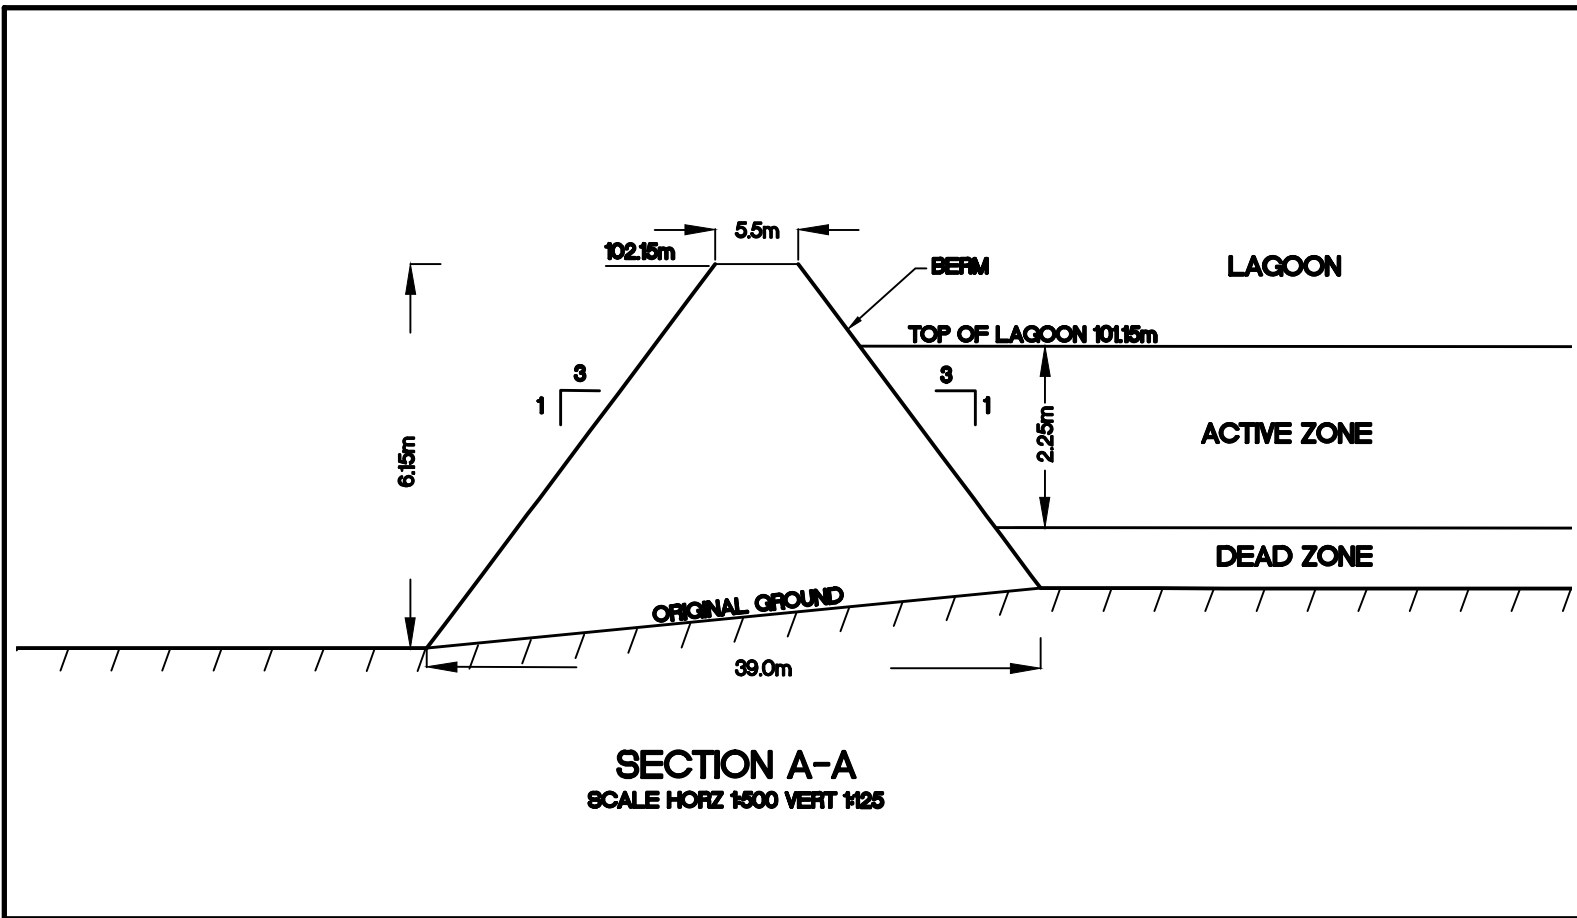 5.5m
102.15m
BERM
LAGOON
TOP OF LAGOON 101.15m
3
1
3
1
2.25m
ACTIVE ZONE
6.15m
DEAD ZONE
ORIGINAL GROUND
39.0m
SECTION A-A
SCALE HORZ 1:500 VERT 1:125